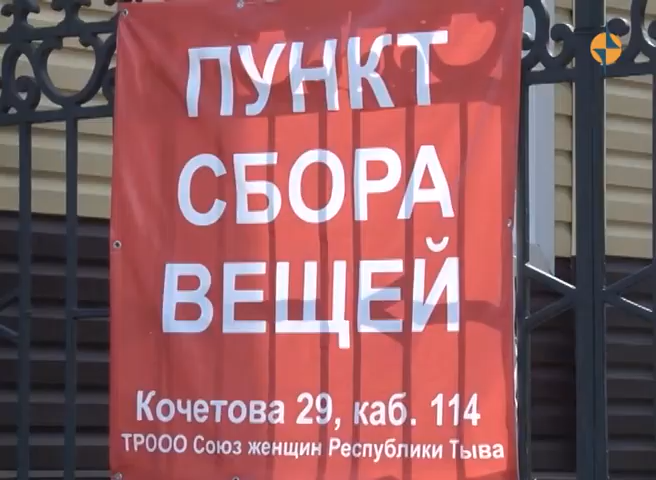 ПУНКТ
СБОРА
ВЕЩЕЙ
Кочетова 29, каб. 114
ТРООО Союз женщин Республики Тыва